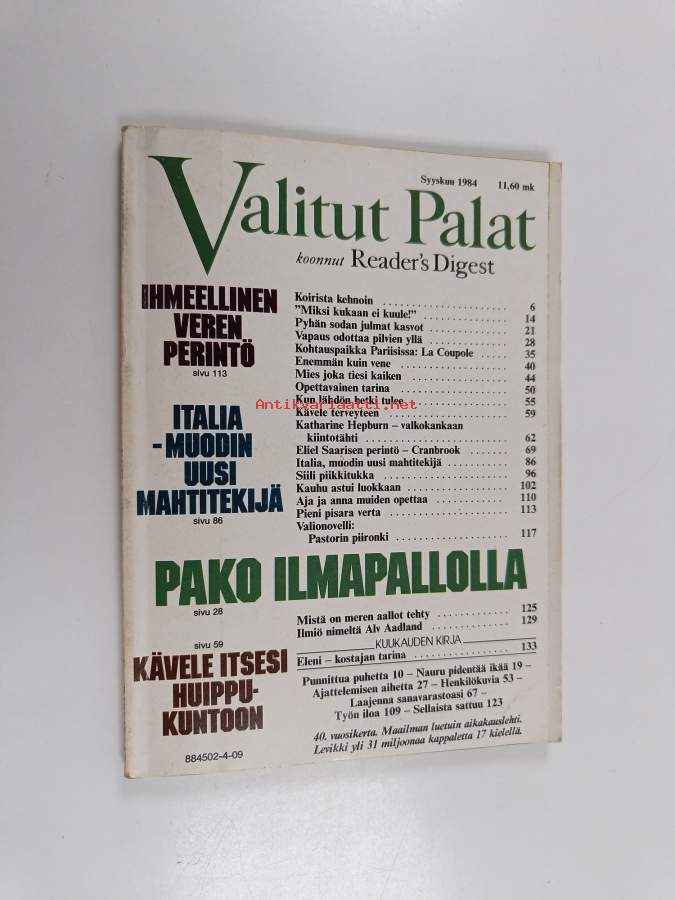 Syyskuu 1984 11,60 mk
Valitut Palat
koonnut Reader's Digest
IHMEELLINEN
VEREN
PERINTÖ
sivu 113
ITALIA
-MUODIN
UUSI
MAHTITEKIJÄ
sivu 86
Koirista kehnoin 6
"Miksi kukaan ei kuule!" 14
Pyhän sodan julmat kasvot 21
Vapaus odottaa pilvien yllä 28
Kohtauspaikka Pariisissa: La Coupole 35
Enemmän kuin vene 40
Mies joka tiesi kaiken 44
Opettavainen tarina 50
Kun lähdön hetki tulee 55
Antikvariaatti.net
Kävele terveyteen 59
Katharine Hepburn – valkokankaan
kiintotähti 62
Eliel Saarisen perintö – Cranbrook 69
Italia, muodin uusi mahtitekijä 86
Siili piikkitukka 96
Kauhu astui luokkaan 102
Aja ja anna muiden opettaa 110
Pieni pisara verta 113
Valionovelli:
Pastorin piironki 117
PAKO ILMAPALLOLLA
sivu 28
Mistä on meren aallot tehty 125
Ilmiö nimeltä Alv Aadland 129
KUUKAUDEN KIRJA
Eleni – kostajan tarina 133
sivu 59
KÄVELE ITSESI
HUIPPU-
KUNTOON
884502-4-09
Punnittua puhetta 10 – Nauru pidentää ikää 19 –
Ajattelemisen aihetta 27 – Henkilökuvia 53 –
Laajenna sanavarastoasi 67 –
Työn iloa 109 – Sellaista sattuu 123
40. vuosikerta. Maailman luetuin aikakauslehti.
Levikki yli 31 miljoonaa kappaletta 17 kielellä.